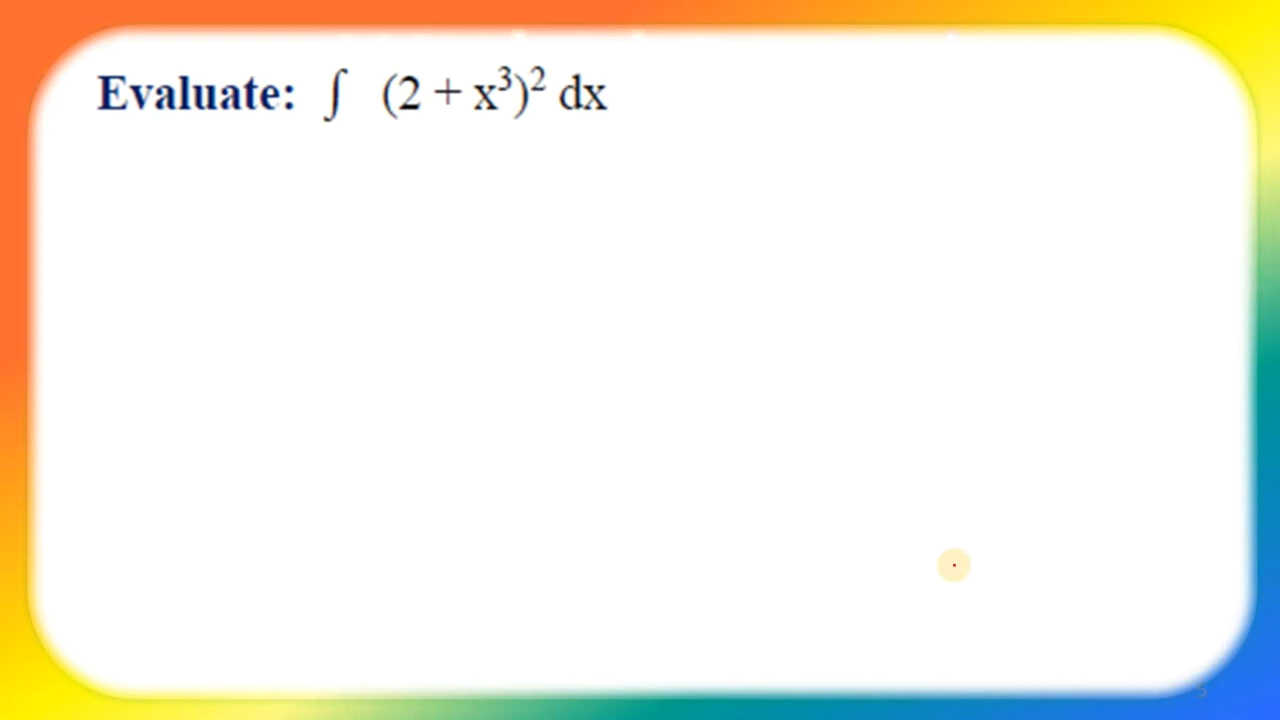 Evaluate: ∫ (2 + x³)² dx